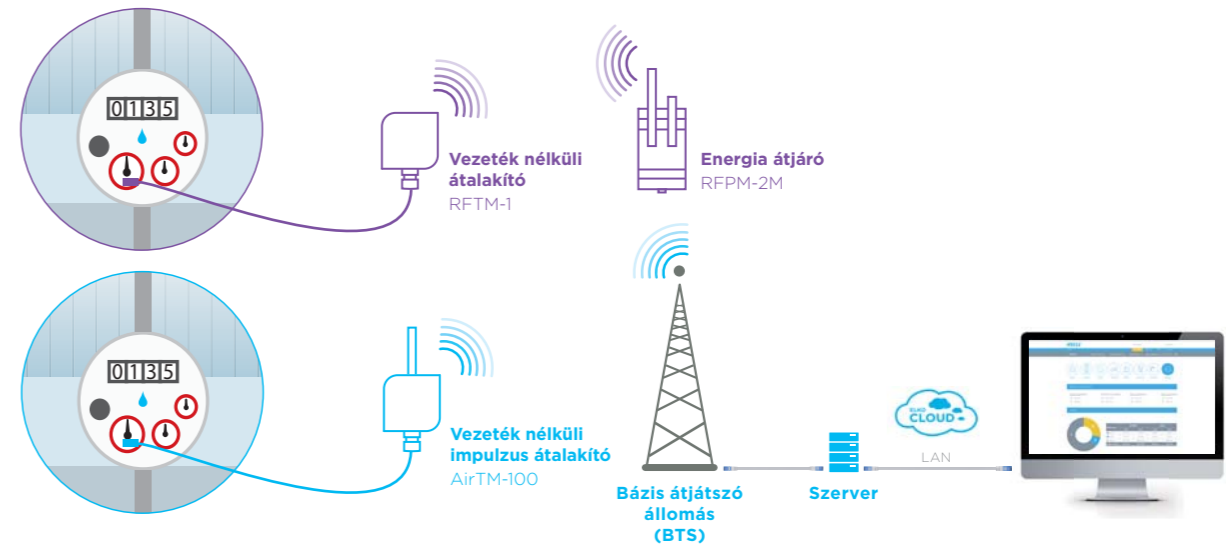 0135
Vezeték nélküli
átalakító
RFTM-1
Energia átjáró
RFPM-2M
0135
Vezeték nélküli
impulzus átalakító
AirTM-100
Bázis átjátszó
állomás
(BTS)
Szerver
ELKO
CLOUD
LAN